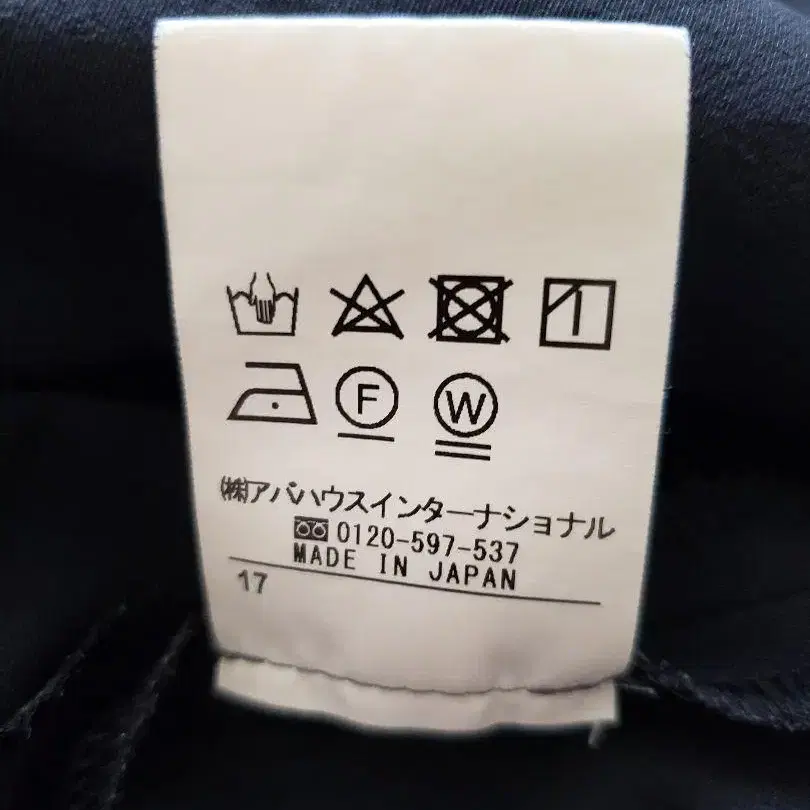 F
W
㈱アバハウスインターナショナル
0120-597-537
MADE IN JAPAN
17